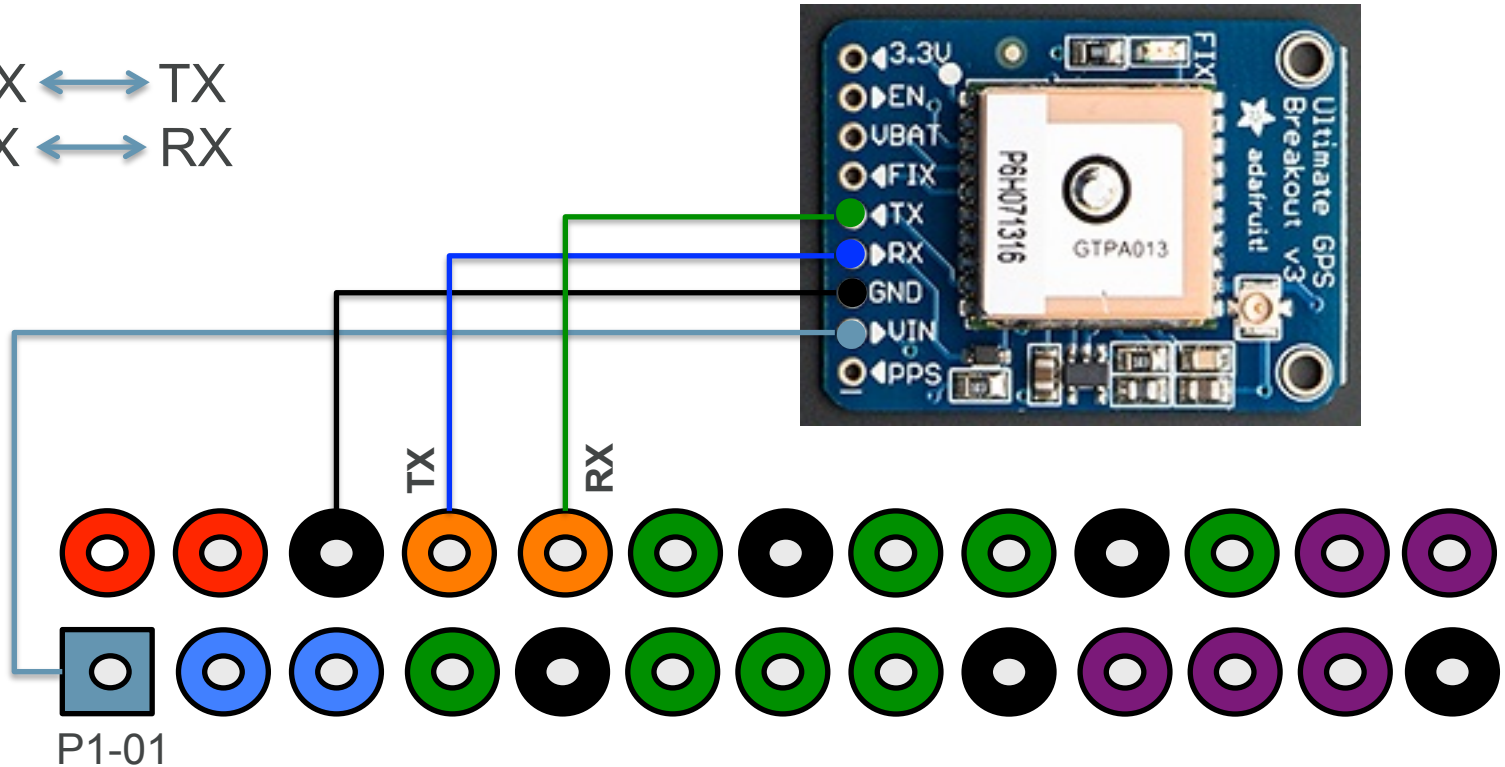 X TX
X RX
3.3V
EN
VBAT
FIX
TX
RX
GND
VIN
PPS
FIX
P6H071316
GTPA013
Ultimate GPS
Breakout v3
adafruit!
TX
RX
P1-01